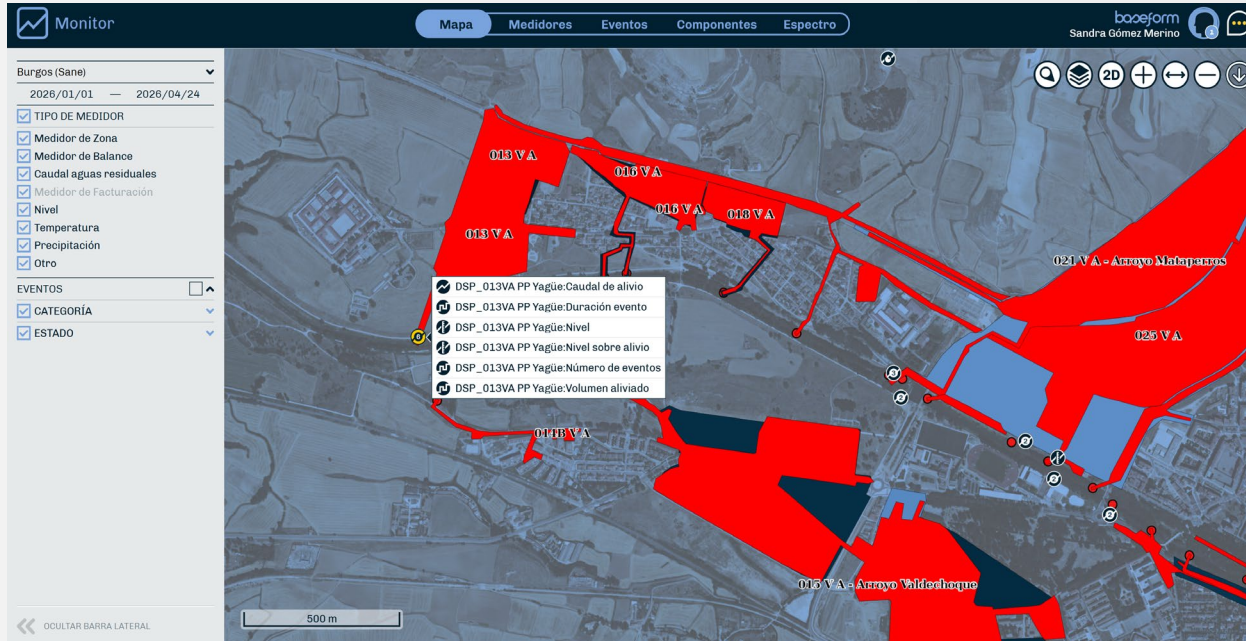 Monitor
Mapa
Medidores
Eventos
Componentes
Espectro
baseform
Sandra Gómez Merino
1
Burgos (Sane)
2026/01/01 — 2026/04/24
TIPO DE MEDIDOR
Medidor de Zona
Medidor de Balance
Caudal aguas residuales
Medidor de Facturación
Nivel
Temperatura
Precipitación
Otro
EVENTOS
CATEGORÍA
ESTADO
OCULTAR BARRA LATERAL
2D
013 V A
016 V A
016 V A
018 V A
013 V A
021 V A - Arroyo Mataperros
025 V A
DSP_013VA PP Yagüe:Caudal de alivio
DSP_013VA PP Yagüe:Duración evento
DSP_013VA PP Yagüe:Nivel
DSP_013VA PP Yagüe:Nivel sobre alivio
DSP_013VA PP Yagüe:Número de eventos
DSP_013VA PP Yagüe:Volumen aliviado
014B V A
015 V A - Arroyo Valdechoque
500 m